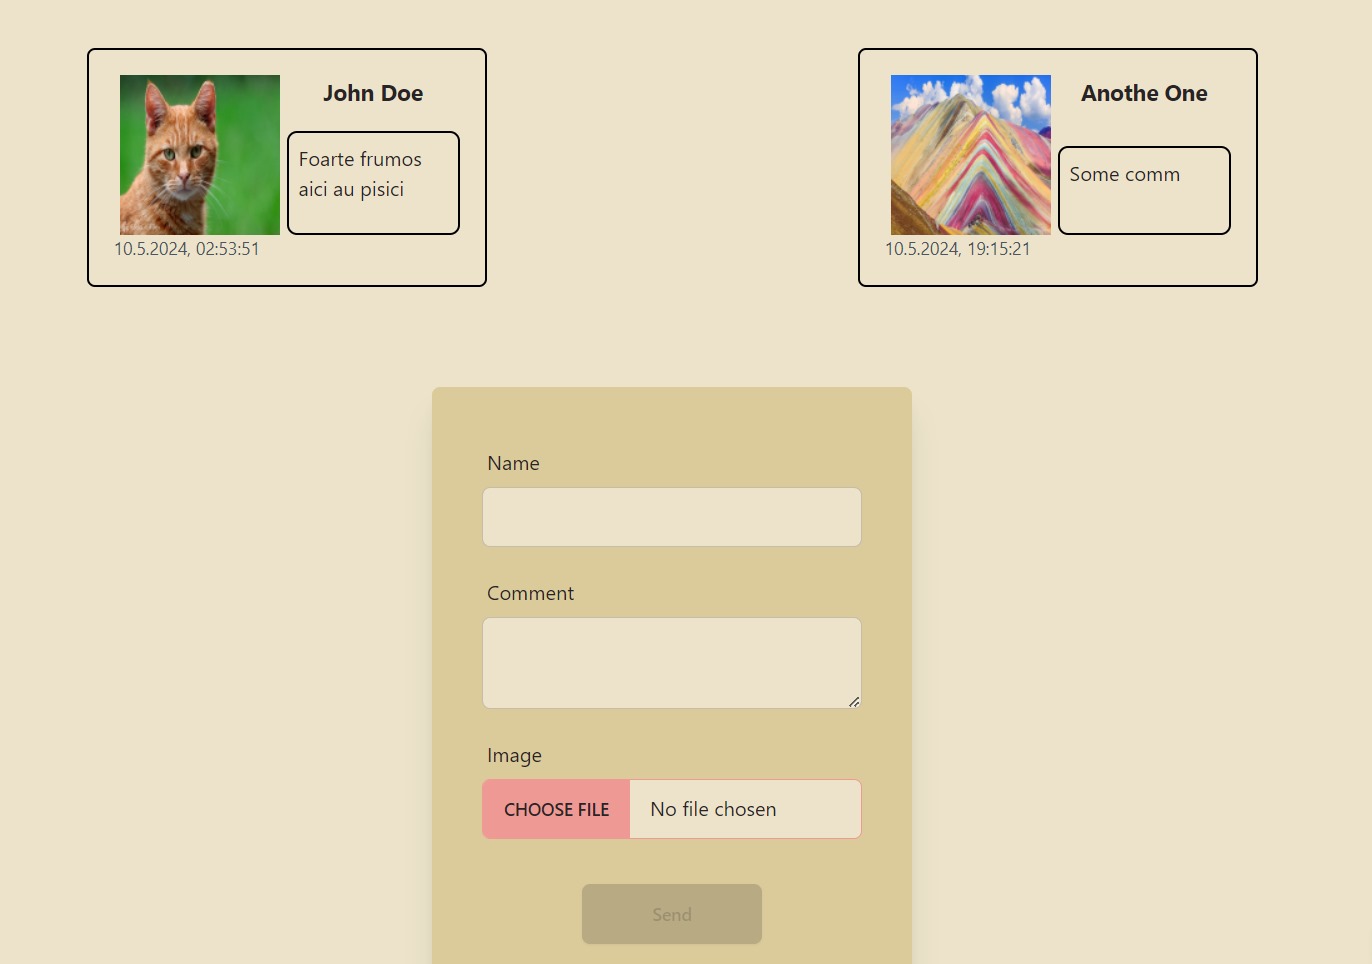 John Doe
Foarte frumos
aici au pisici
10.5.2024, 02:53:51
Anothe One
Some comm
10.5.2024, 19:15:21
Name
Comment
Image
CHOOSE FILE No file chosen
Send